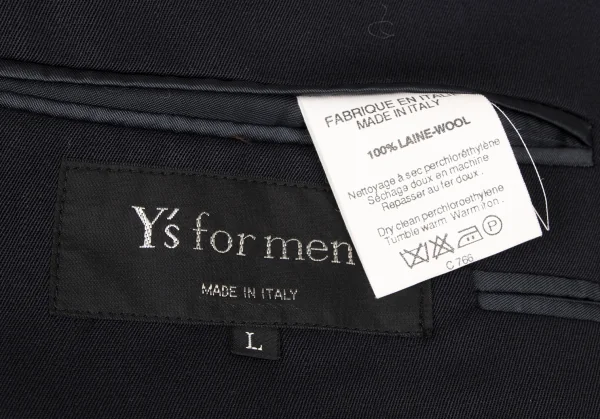 FABRIQUE EN ITALIE
MADE IN ITALY
100% LAINE-WOOL
Nettoyage à sec perchloréthylène
Séchage doux en machine
Repasser au fer doux.
Dry clean perchloroethylene
Tumble warm. Warm iron.
P
C 766
Y's for men
MADE IN ITALY
L